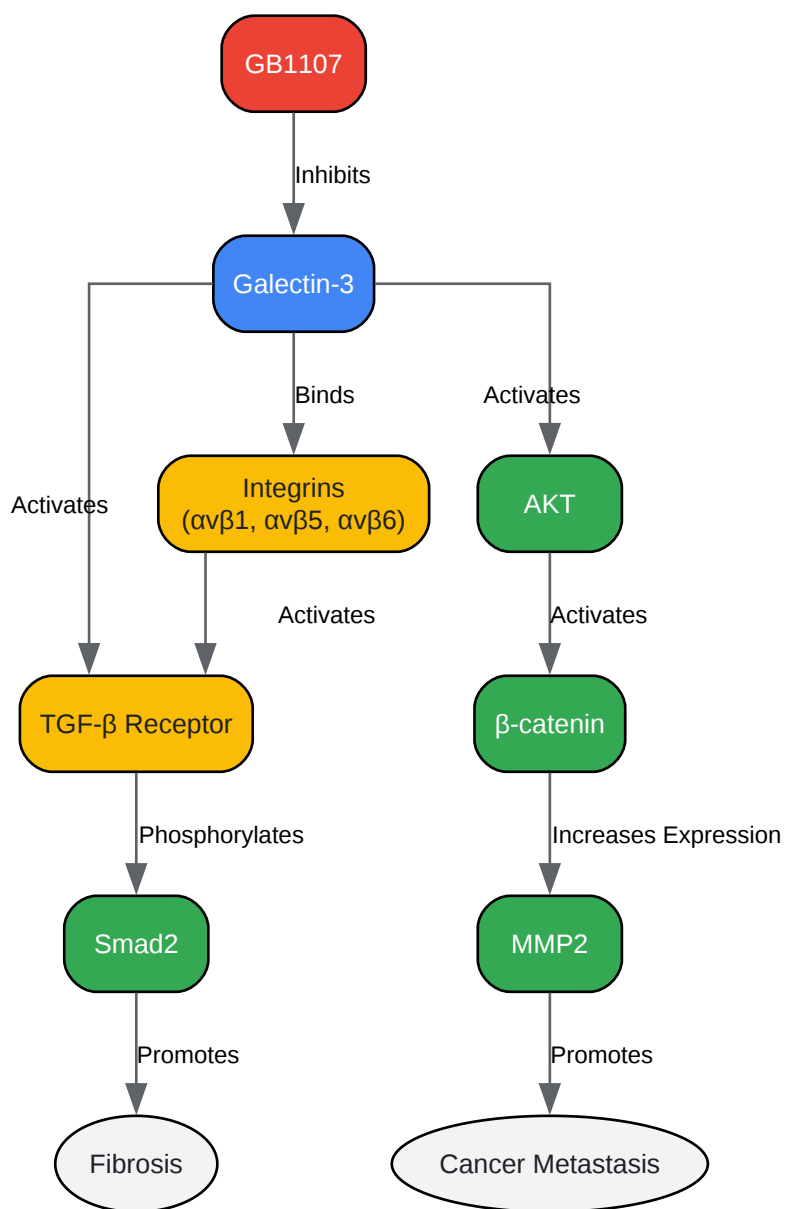 GB1107
Inhibits
Galectin-3
Binds
Activates
Integrins
(αvβ1, αvβ5, αvβ6)
AKT
Activates
Activates
Activates
TGF-β Receptor
β-catenin
Phosphorylates
Increases Expression
Smad2
MMP2
Promotes
Promotes
Fibrosis
Cancer Metastasis